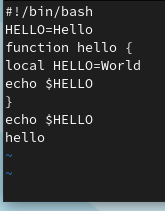 #!/bin/bash
HELLO=Hello
function hello {
local HELLO=World
echo $HELLO
}
echo $HELLO
hello
~
~